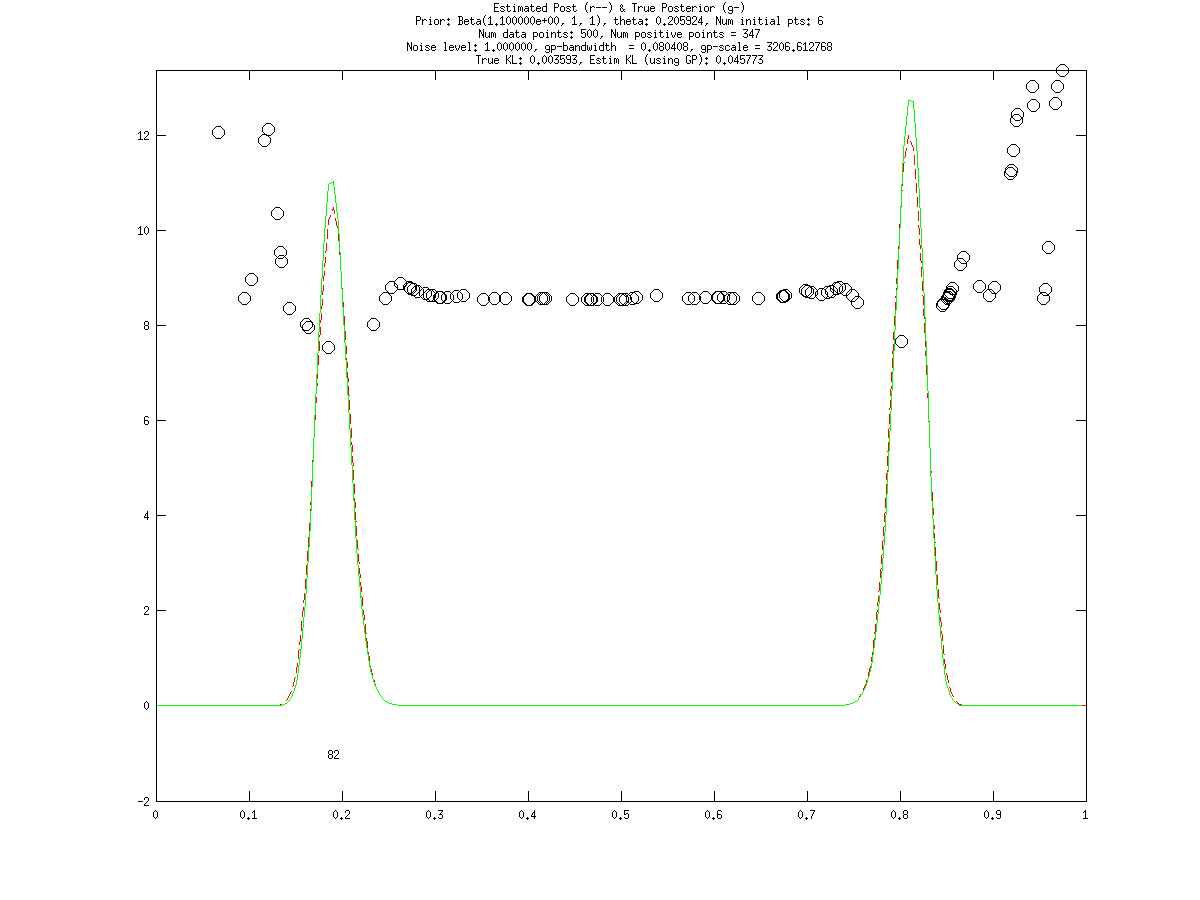 Estimated Post (r--) & True Posterior (g-)
Prior: Beta(1.100000e+00, 1, 1), theta: 0.205924, Num initial pts: 6
Num data points: 500, Num positive points = 347
Noise level: 1.000000, gp-bandwidth  = 0.080408, gp-scale = 3206.612768
True KL: 0.003593, Estim KL (using GP): 0.045773
12
10
8
6
4
2
0
82
-2
0 0.1 0.2 0.3 0.4 0.5 0.6 0.7 0.8 0.9 1